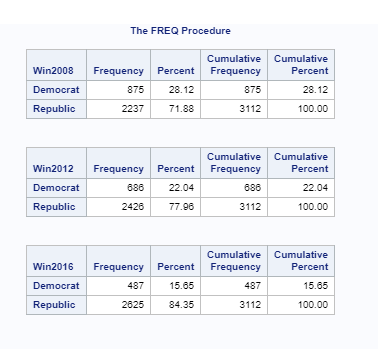 The FREQ Procedure
Cumulative Cumulative
Win2008 Frequency Percent Frequency Percent
Democrat 875 28.12 875 28.12
Republic 2237 71.88 3112 100.00
Cumulative Cumulative
Win2012 Frequency Percent Frequency Percent
Democrat 686 22.04 686 22.04
Republic 2426 77.96 3112 100.00
Cumulative Cumulative
Win2016 Frequency Percent Frequency Percent
Democrat 487 15.65 487 15.65
Republic 2625 84.35 3112 100.00